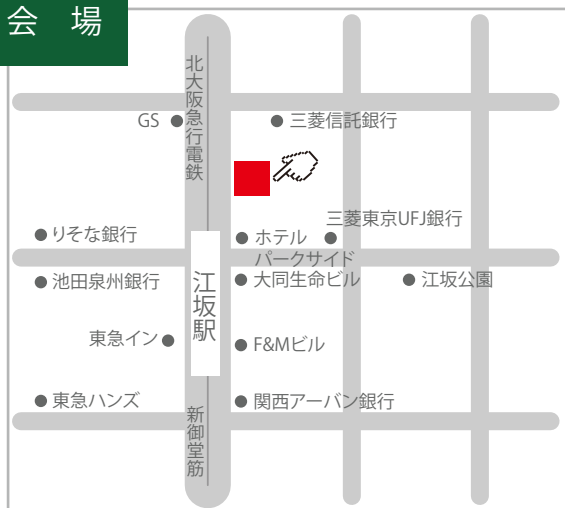 会 場
北大阪急行電鉄
GS
三菱信託銀行
三菱東京UFJ銀行
りそな銀行
ホテル
パークサイド
池田泉州銀行
江坂駅
大同生命ビル
江坂公園
東急イン
F&Mビル
東急ハンズ
関西アーバン銀行
新御堂筋